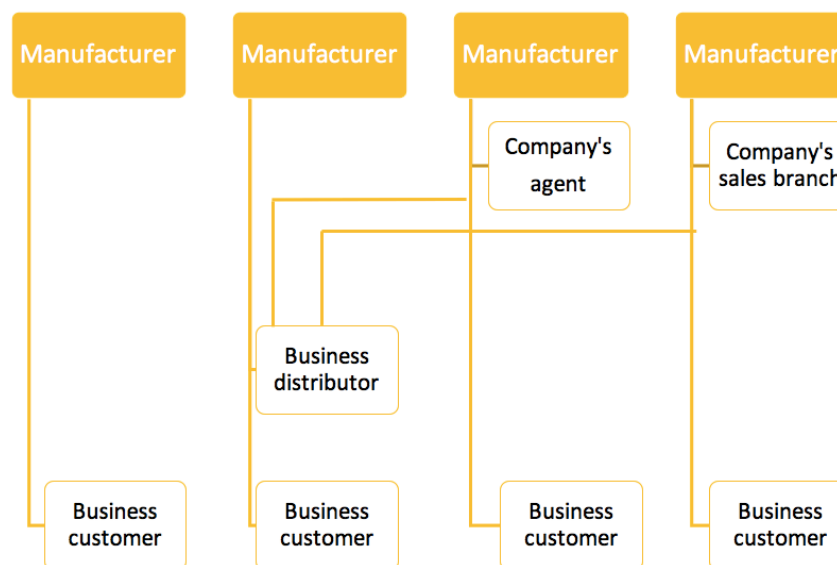 Manufacturer
Manufacturer
Manufacturer
Manufacturer
Company's
agent
Company's
sales branch
Business
distributor
Business
customer
Business
customer
Business
customer
Business
customer